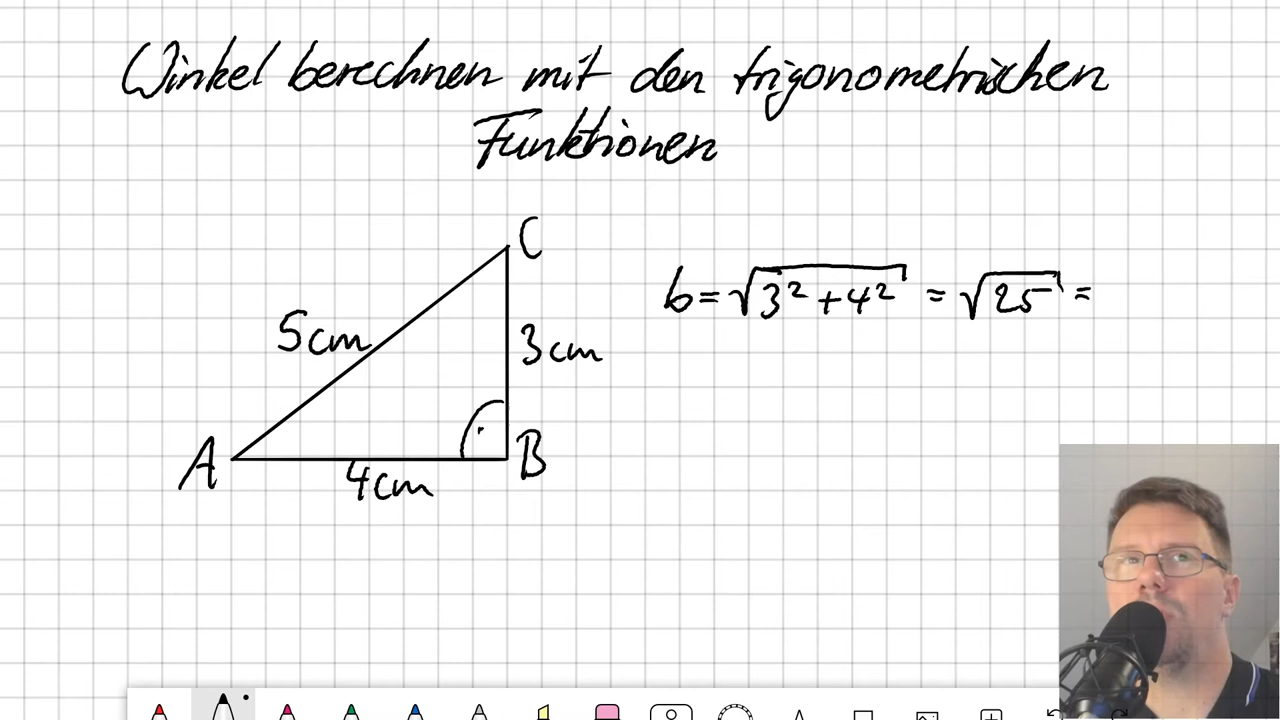 Winkel berechnen mit den trigonometrischen
Funktionen
C
b = √3² + 4² = √25 =
5cm
3cm
A
B
4cm